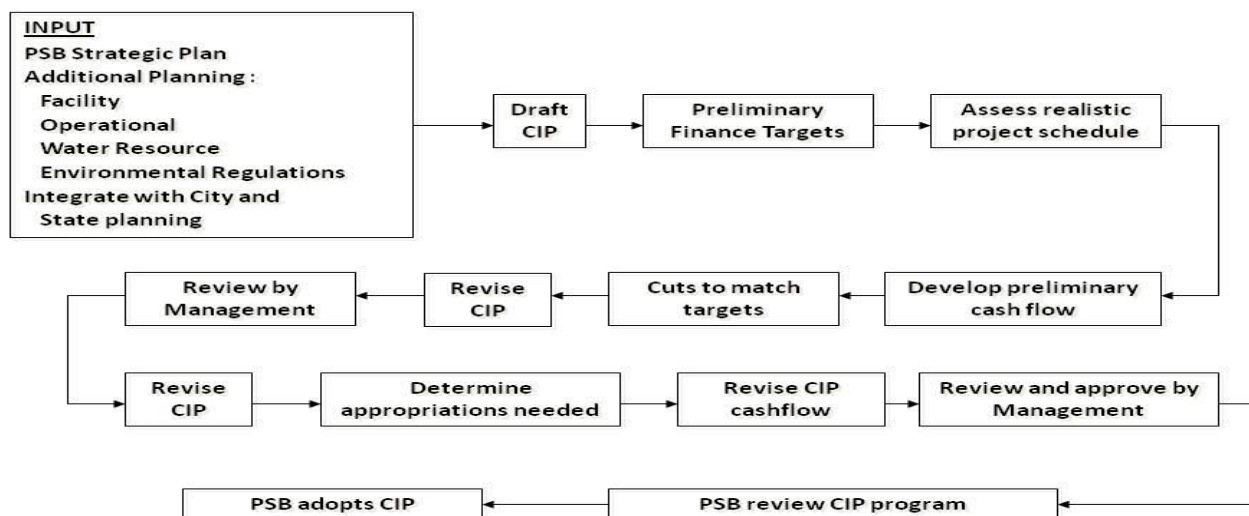 INPUT
PSB Strategic Plan
Additional Planning :
Facility
Operational
Water Resource
Environmental Regulations
Integrate with City and
State planning
Draft
CIP
Preliminary
Finance Targets
Assess realistic
project schedule
Develop preliminary
cash flow
Cuts to match
targets
Revise
CIP
Review by
Management
Revise
CIP
Determine
appropriations needed
Revise CIP
cashflow
Review and approve by
Management
PSB review CIP program
PSB adopts CIP